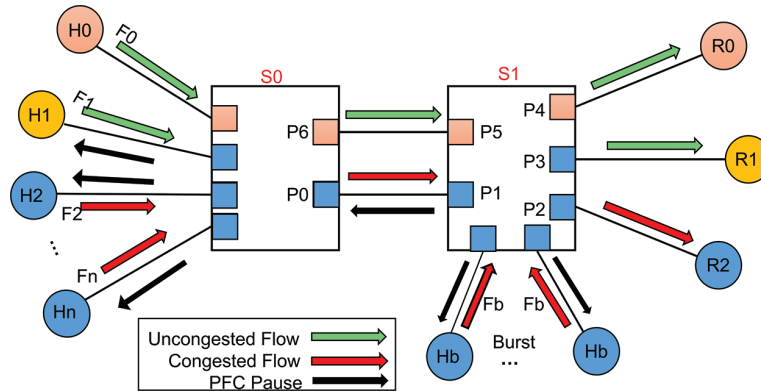 H0
F0
S0
S1
R0
H1
F1
P6
P5
P4
P3
R1
H2
F2
P0
P1
P2
...
Fn
R2
Hn
Fb
Fb
Hb
Burst
...
Hb
Uncongested Flow
Congested Flow
PFC Pause